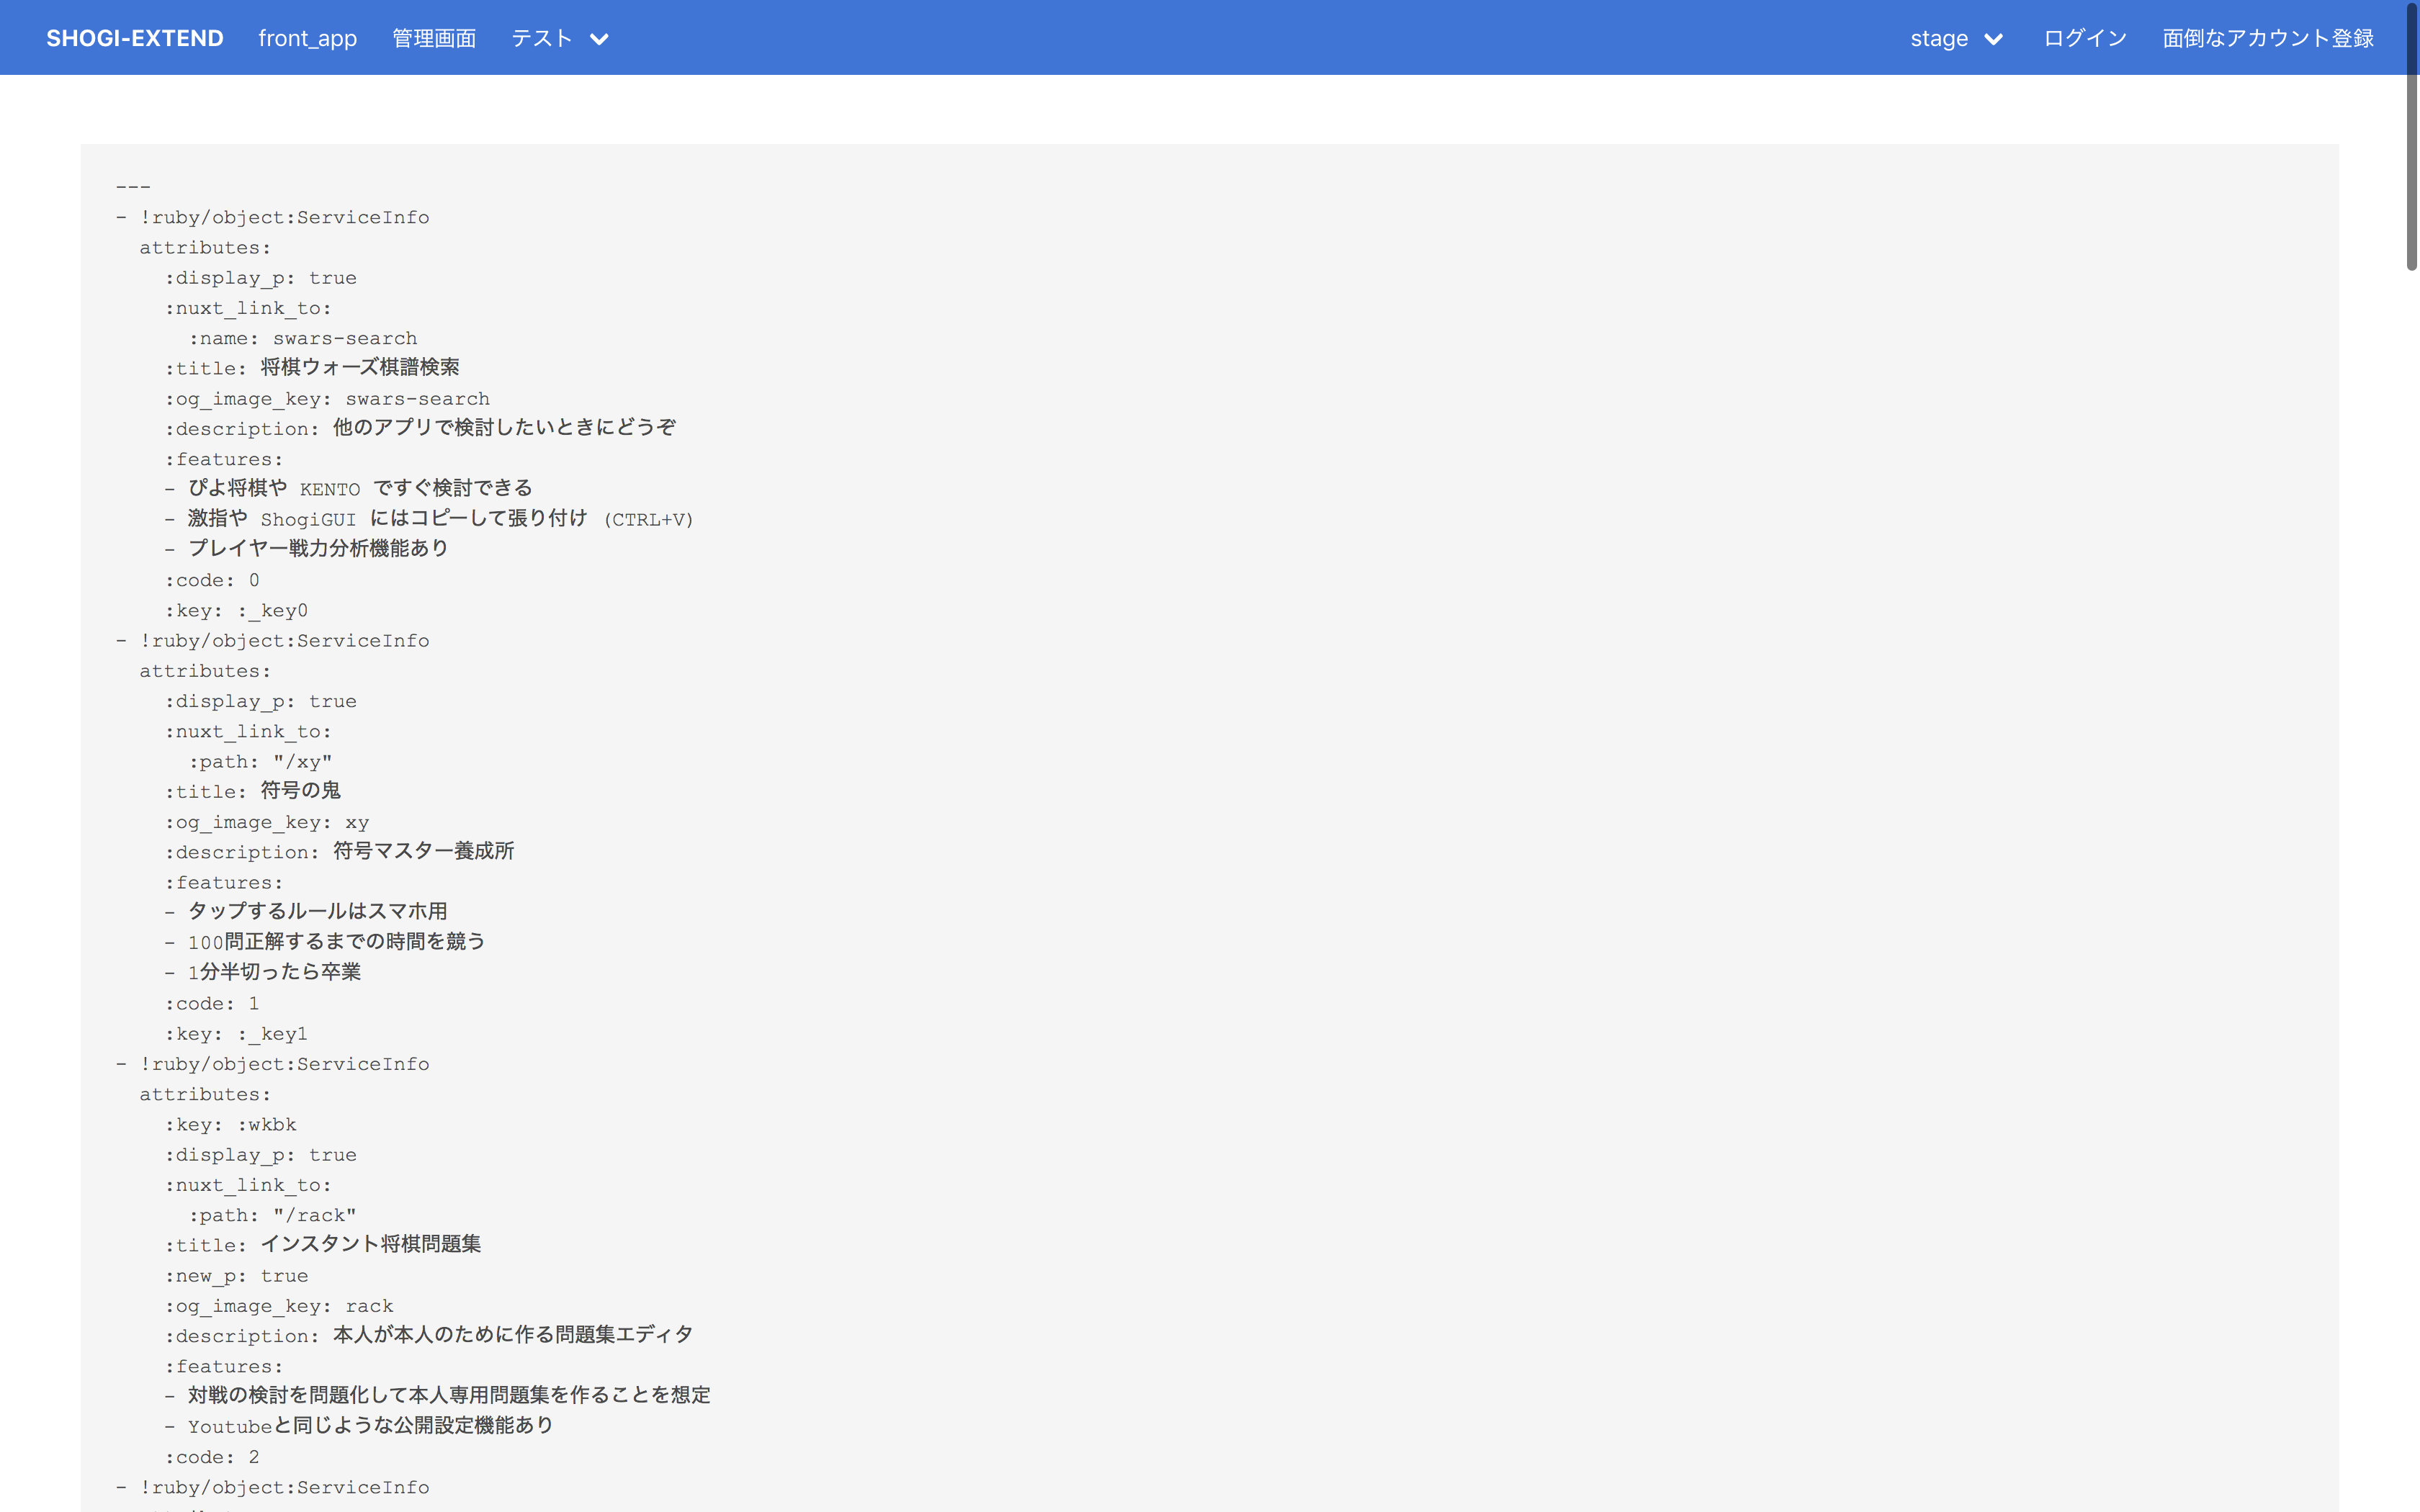 SHOGI-EXTEND front_app 管理画面 テスト stage ログイン 面倒なアカウント登録
---
- !ruby/object:ServiceInfo
  attributes:
    :display_p: true
    :nuxt_link_to:
      :name: swars-search
    :title: 将棋ウォーズ棋譜検索
    :og_image_key: swars-search
    :description: 他のアプリで検討したいときにどうぞ
    :features:
    - ぴよ将棋や KENTO ですぐ検討できる
    - 激指や ShogiGUI にはコピーして張り付け (CTRL+V)
    - プレイヤー戦力分析機能あり
    :code: 0
    :key: :_key0
- !ruby/object:ServiceInfo
  attributes:
    :display_p: true
    :nuxt_link_to:
      :path: "/xy"
    :title: 符号の鬼
    :og_image_key: xy
    :description: 符号マスター養成所
    :features:
    - タップするルールはスマホ用
    - 100問正解するまでの時間を競う
    - 1分半切ったら卒業
    :code: 1
    :key: :_key1
- !ruby/object:ServiceInfo
  attributes:
    :key: :wkbk
    :display_p: true
    :nuxt_link_to:
      :path: "/rack"
    :title: インスタント将棋問題集
    :new_p: true
    :og_image_key: rack
    :description: 本人が本人のために作る問題集エディタ
    :features:
    - 対戦の検討を問題化して本人専用問題集を作ることを想定
    - Youtubeと同じような公開設定機能あり
    :code: 2
- !ruby/object:ServiceInfo